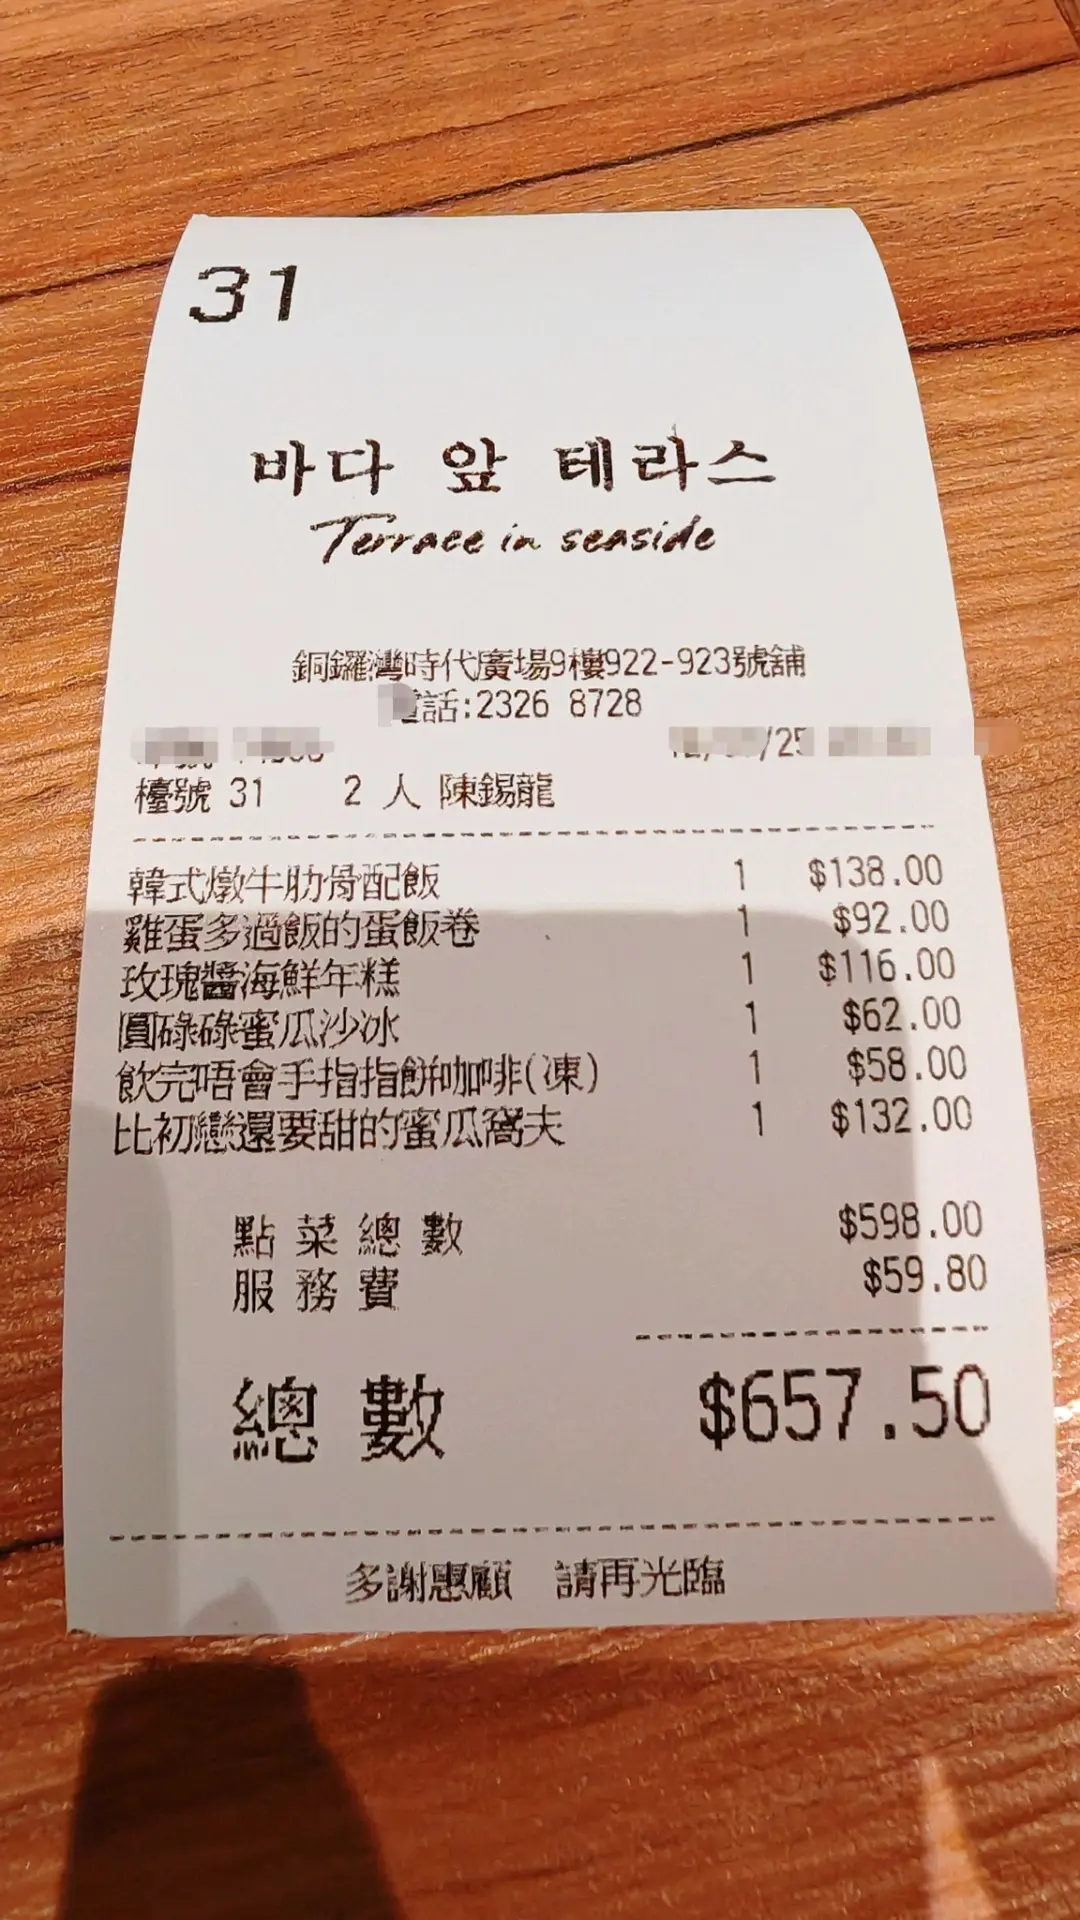 31
바다 앞 테라스
Terrace in seaside
銅鑼灣時代廣場9樓922-923號舖
電話:2326 8728
/25
檯號 31 2 人 陳錫龍
韓式燉牛肋骨配飯 1 $138.00
雞蛋多過飯的蛋飯卷 1 $92.00
玫瑰醬海鮮年糕 1 $116.00
圓碌碌蜜瓜沙冰 1 $62.00
飲完唔會手指指餅咖啡(凍) 1 $58.00
比初戀還要甜的蜜瓜窩夫 1 $132.00
點菜總數 $598.00
服務費 $59.80
總數 $657.50
多謝惠顧 請再光臨